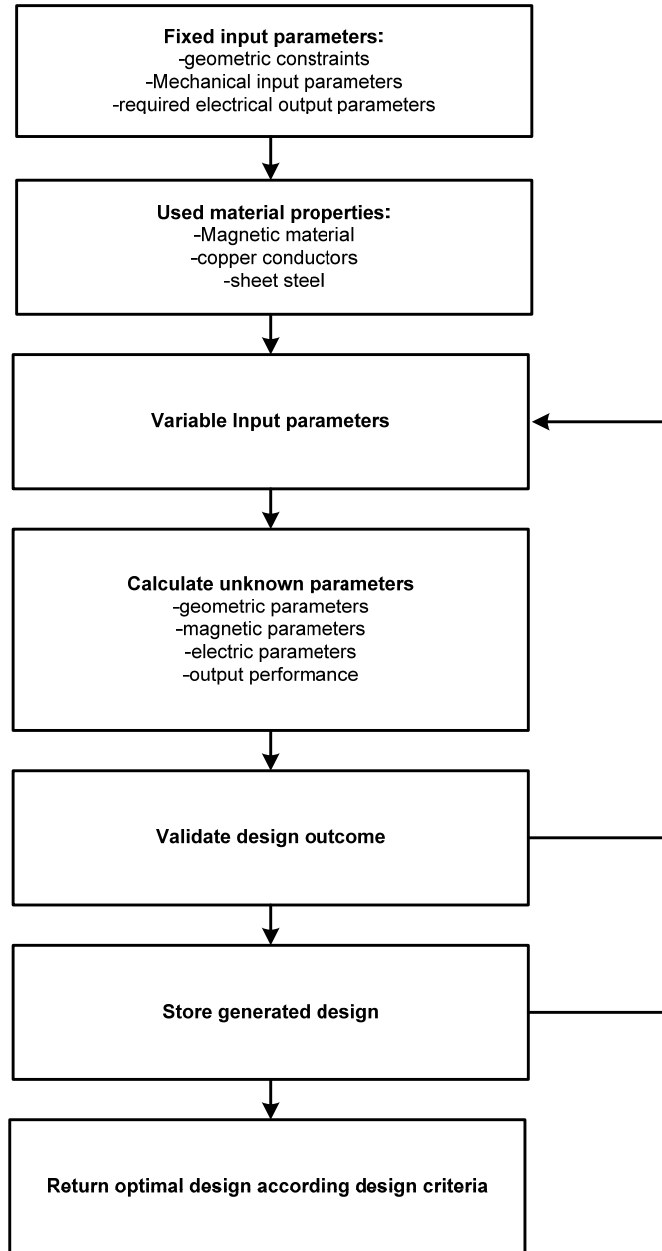 Fixed input parameters:
-geometric constraints
-Mechanical input parameters
-required electrical output parameters
Used material properties:
-Magnetic material
-copper conductors
-sheet steel
Variable Input parameters
Calculate unknown parameters
-geometric parameters
-magnetic parameters
-electric parameters
-output performance
Validate design outcome
Store generated design
Return optimal design according design criteria